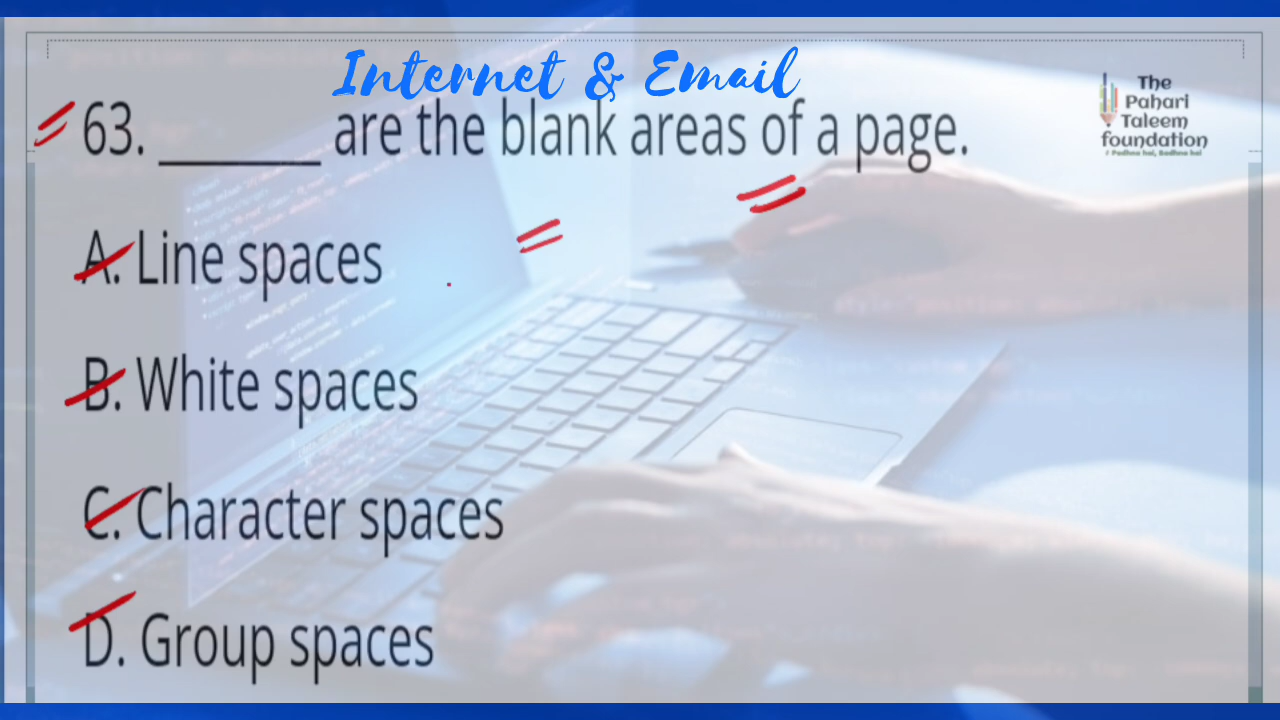 Internet & Email
63. ________ are the blank areas of a page.
The
Pahari
Taleem
foundation
A. Line spaces
B. White spaces
C. Character spaces
D. Group spaces